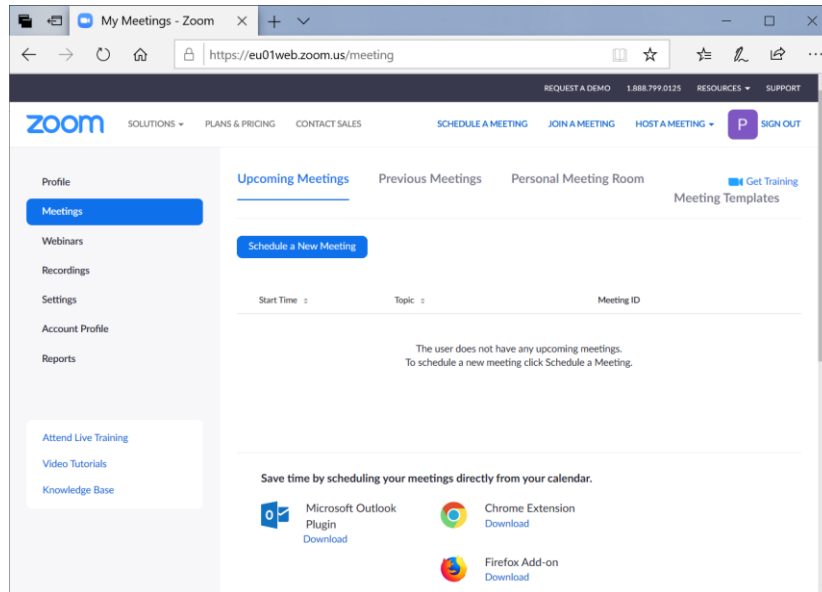 My Meetings - Zoom
https://eu01web.zoom.us/meeting
REQUEST A DEMO 1.888.799.0125 RESOURCES SUPPORT
zoom SOLUTIONS PLANS & PRICING CONTACT SALES SCHEDULE A MEETING JOIN A MEETING HOST A MEETING P SIGN OUT
Profile
Meetings
Webinars
Recordings
Settings
Account Profile
Reports
Attend Live Training
Video Tutorials
Knowledge Base
Upcoming Meetings Previous Meetings Personal Meeting Room
Get Training
Meeting Templates
Schedule a New Meeting
Start Time Topic Meeting ID
The user does not have any upcoming meetings.
To schedule a new meeting click Schedule a Meeting.
Save time by scheduling your meetings directly from your calendar.
Microsoft Outlook
Plugin
Download
Chrome Extension
Download
Firefox Add-on
Download